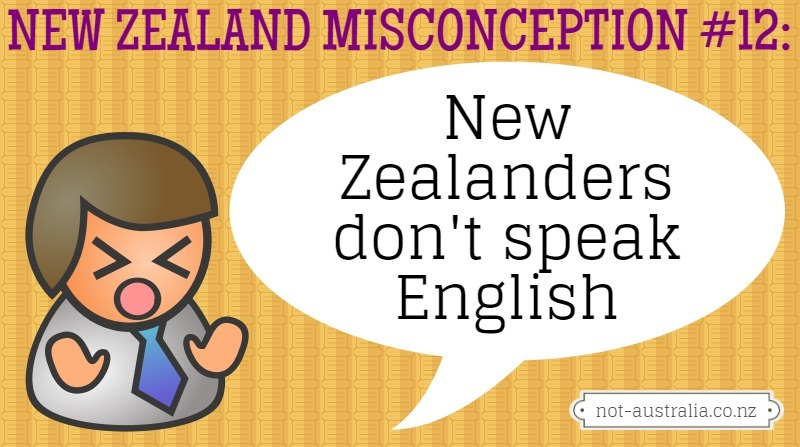 NEW ZEALAND MISCONCEPTION #12:
New
Zealanders
don't speak
English
not-australia.co.nz